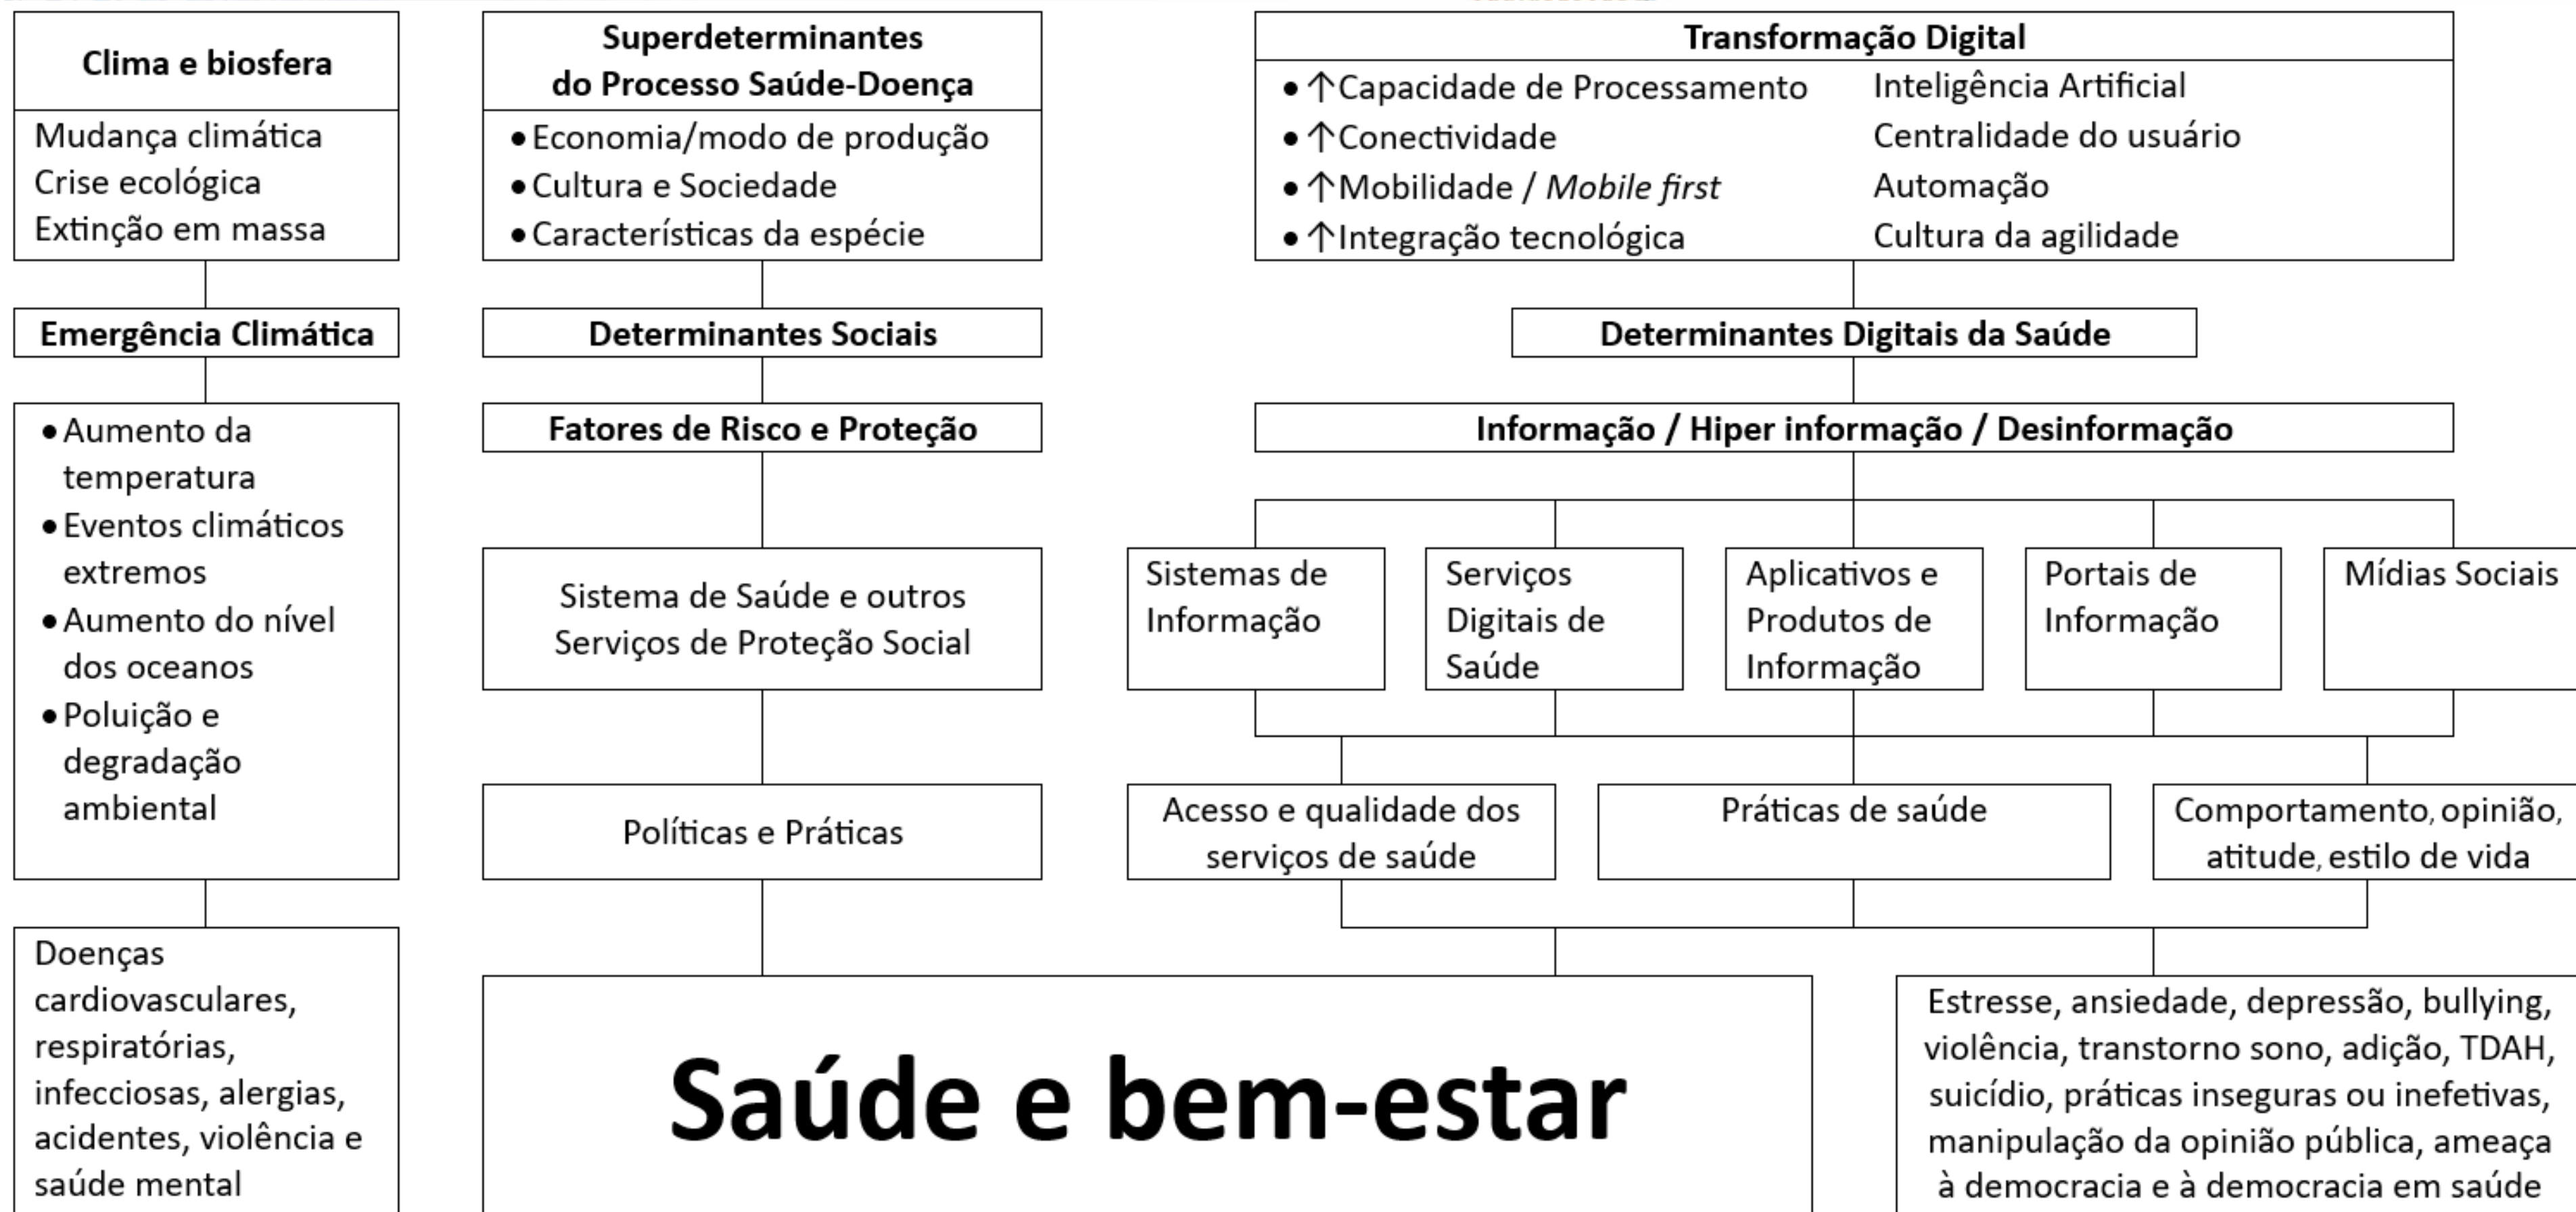 Clima e biosfera
Mudança climática
Crise ecológica
Extinção em massa
Emergência Climática
•Aumento da
temperatura
•Eventos climáticos
extremos
•Aumento do nível
dos oceanos
•Poluição e
degradação
ambiental
Doenças
cardiovasculares,
respiratórias,
infecciosas, alergias,
acidentes, violência e
saúde mental
Superdeterminantes
do Processo Saúde-Doença
•Economia/modo de produção
•Cultura e Sociedade
•Características da espécie
Determinantes Sociais
Fatores de Risco e Proteção
Sistema de Saúde e outros
Serviços de Proteção Social
Políticas e Práticas
Transformação Digital
• ↑Capacidade de Processamento
• ↑Conectividade
• ↑Mobilidade / Mobile first
• ↑Integração tecnológica
Inteligência Artificial
Centralidade do usuário
Automação
Cultura da agilidade
Determinantes Digitais da Saúde
Informação / Hiper informação / Desinformação
Sistemas de
Informação
Serviços
Digitais de
Saúde
Aplicativos e
Produtos de
Informação
Portais de
Informação
Mídias Sociais
Acesso e qualidade dos
serviços de saúde
Práticas de saúde
Comportamento, opinião,
atitude, estilo de vida
Saúde e bem-estar
Estresse, ansiedade, depressão, bullying,
violência, transtorno sono, adição, TDAH,
suicídio, práticas inseguras ou inefetivas,
manipulação da opinião pública, ameaça
à democracia e à democracia em saúde